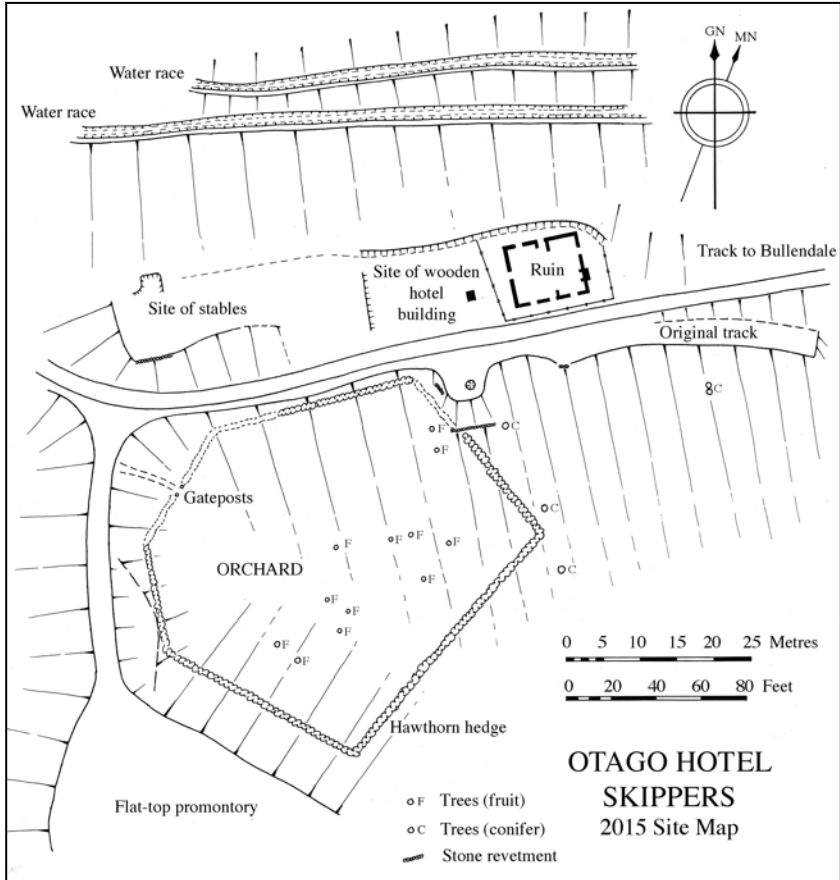 GN MN
Water race
Water race
Track to Bullendale
Ruin
Site of wooden
hotel
building
Site of stables
Original track
C
F
C
F
Gateposts
C
F
F
F
F
ORCHARD
C
F
F
F
F
F
F
0 5 10 15 20 25 Metres
0 20 40 60 80 Feet
Hawthorn hedge
OTAGO HOTEL
SKIPPERS
2015 Site Map
Flat-top promontory
F Trees (fruit)
C Trees (conifer)
Stone revetment